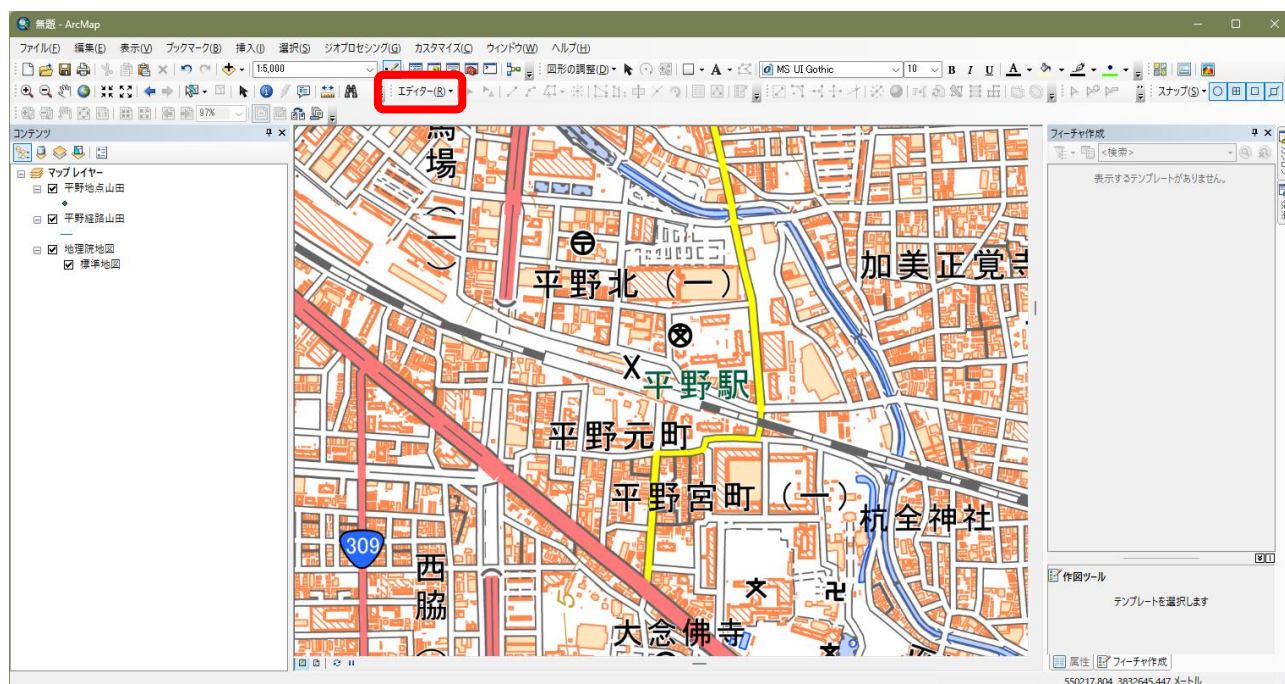 無題 - ArcMap
ファイル(F) 編集(E) 表示(V) ブックマーク(B) 挿入(I) 選択(S) ジオプロセシング(G) カスタマイズ(C) ウィンドウ(W) ヘルプ(H)
1:5,000 図形の調整(D) A MS UI Gothic 10 B I U A
エディター(R) スナップ(S)
97%
コンテンツ
マップ レイヤー
平野地点山田
平野経路山田
地理院地図
標準地図
馬場(一)
平野北(一)
加美正覚寺
平野駅
平野元町
平野宮町(一)
杭全神社
309
西脇
大念佛寺
フィーチャ作成
<検索>
表示するテンプレートがありません。
作図ツール
テンプレートを選択します
属性 フィーチャ作成
550217.804 3832645.447 メートル